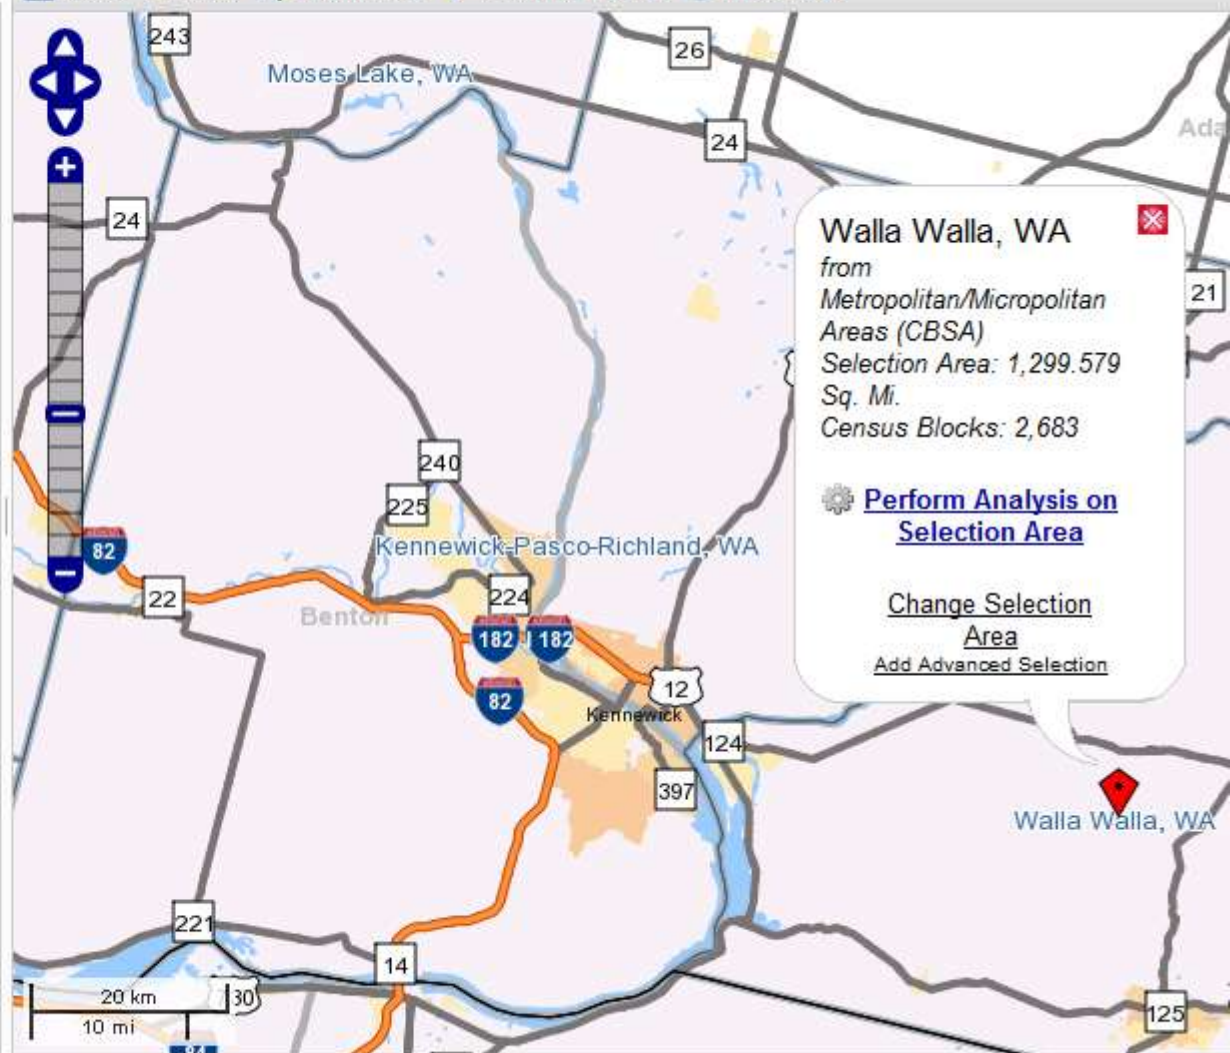 243
Moses Lake, WA
26
24
Ada
24
Walla Walla, WA
from
Metropolitan/Micropolitan
Areas (CBSA)
Selection Area: 1,299.579
Sq. Mi.
Census Blocks: 2,683
Perform Analysis on
Selection Area
Change Selection
Area
Add Advanced Selection
21
240
225
Kennewick-Pasco-Richland, WA
82
22
224
Benton
182
182
82
12
Kennewick
124
397
Walla Walla, WA
221
14
20 km
10 mi
125
84